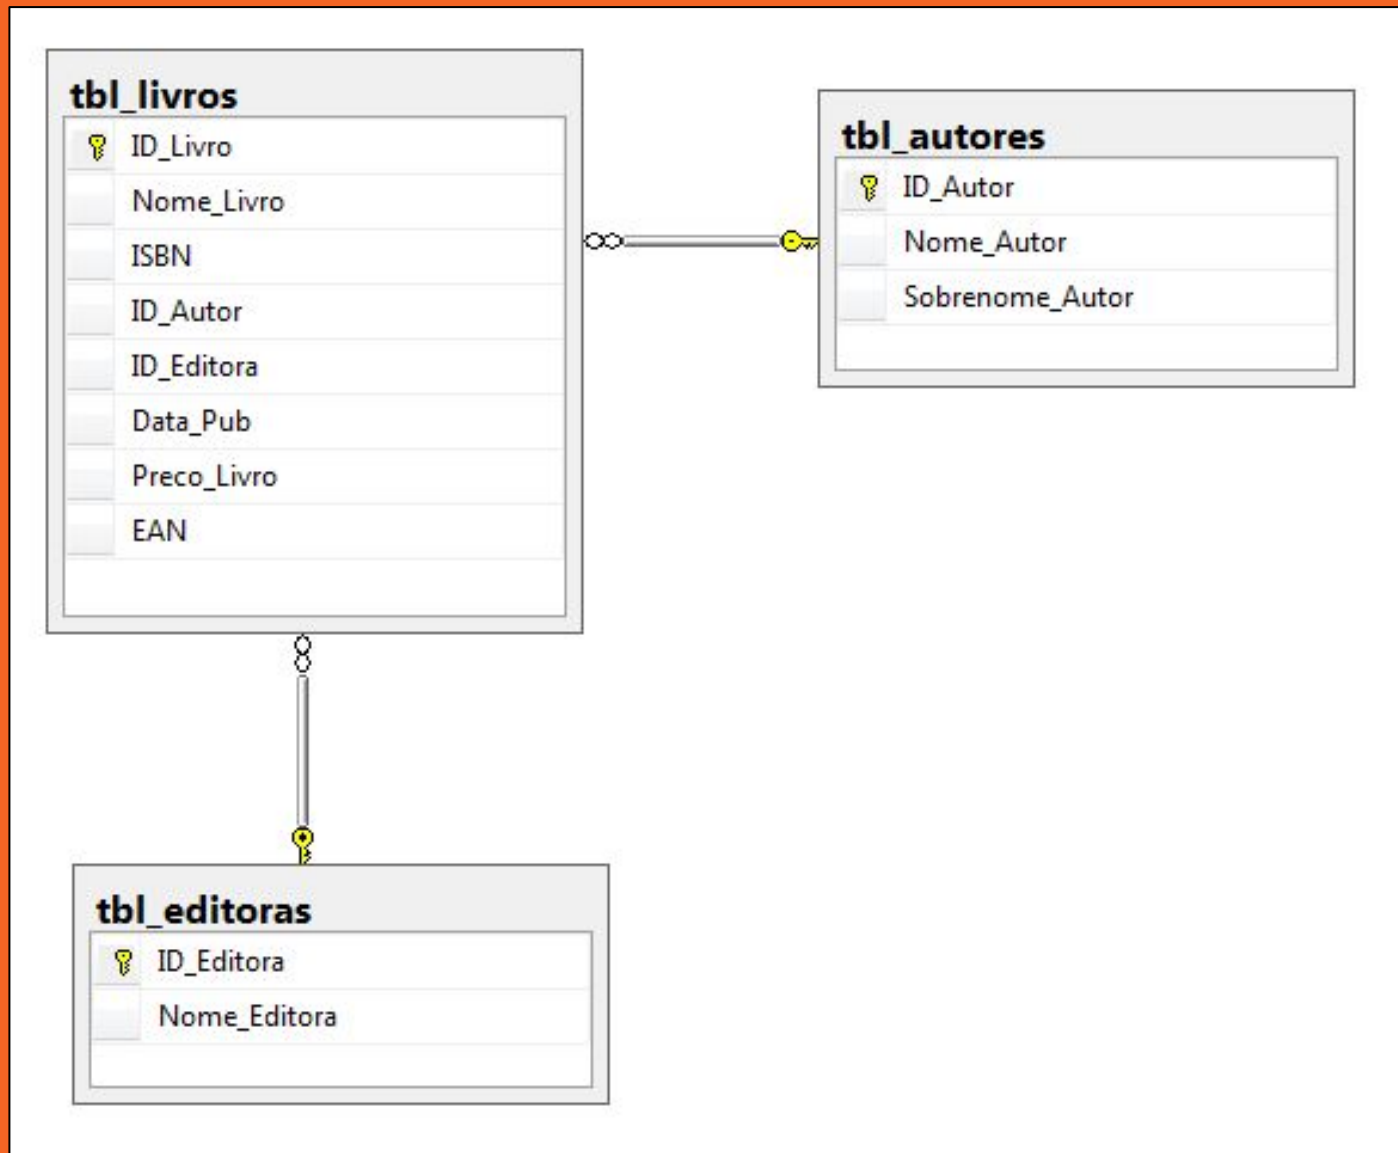 tbl_livros
ID_Livro
Nome_Livro
ISBN
ID_Autor
ID_Editora
Data_Pub
Preco_Livro
EAN
tbl_autores
ID_Autor
Nome_Autor
Sobrenome_Autor
tbl_editoras
ID_Editora
Nome_Editora